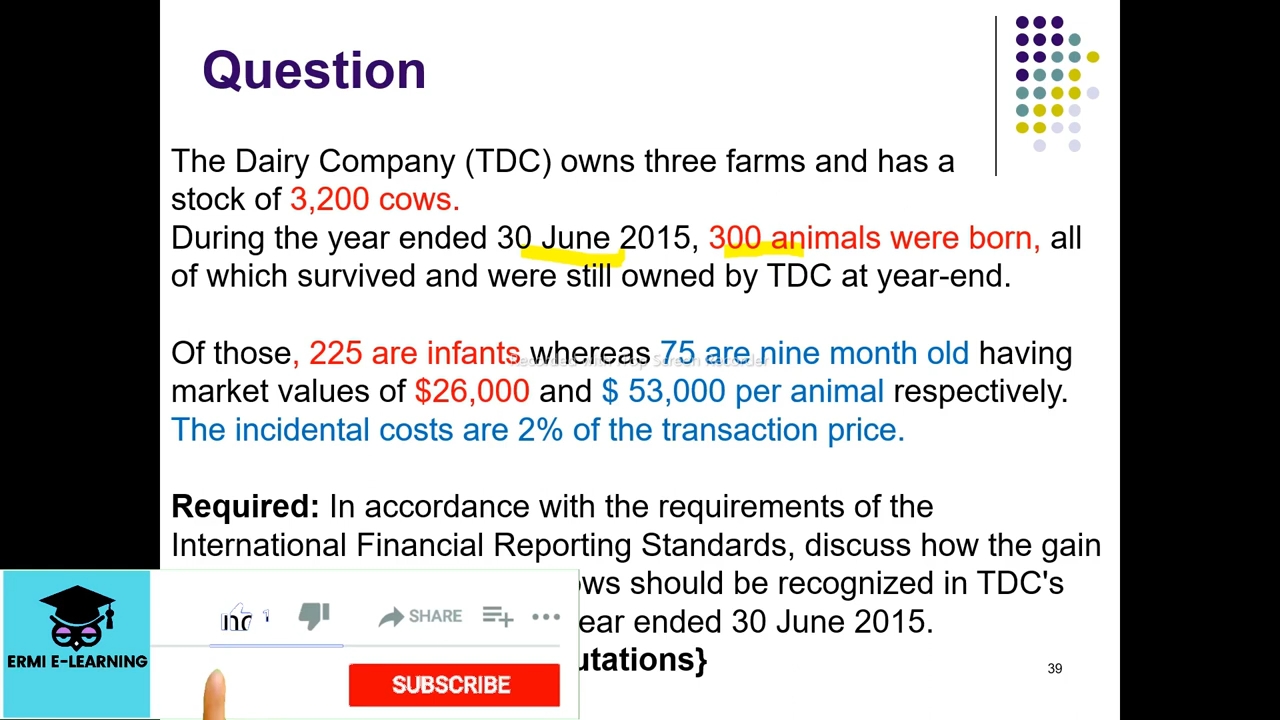 Question
The Dairy Company (TDC) owns three farms and has a
stock of 3,200 cows.
During the year ended 30 June 2015, 300 animals were born, all
of which survived and were still owned by TDC at year-end.
Of those, 225 are infants whereas 75 are nine month old having
market values of $26,000 and $ 53,000 per animal respectively.
The incidental costs are 2% of the transaction price.
Required: In accordance with the requirements of the
International Financial Reporting Standards, discuss how the gain
ows should be recognized in TDC's
ear ended 30 June 2015.
utations}
39
SHARE
ERMI E-LEARNING
SUBSCRIBE